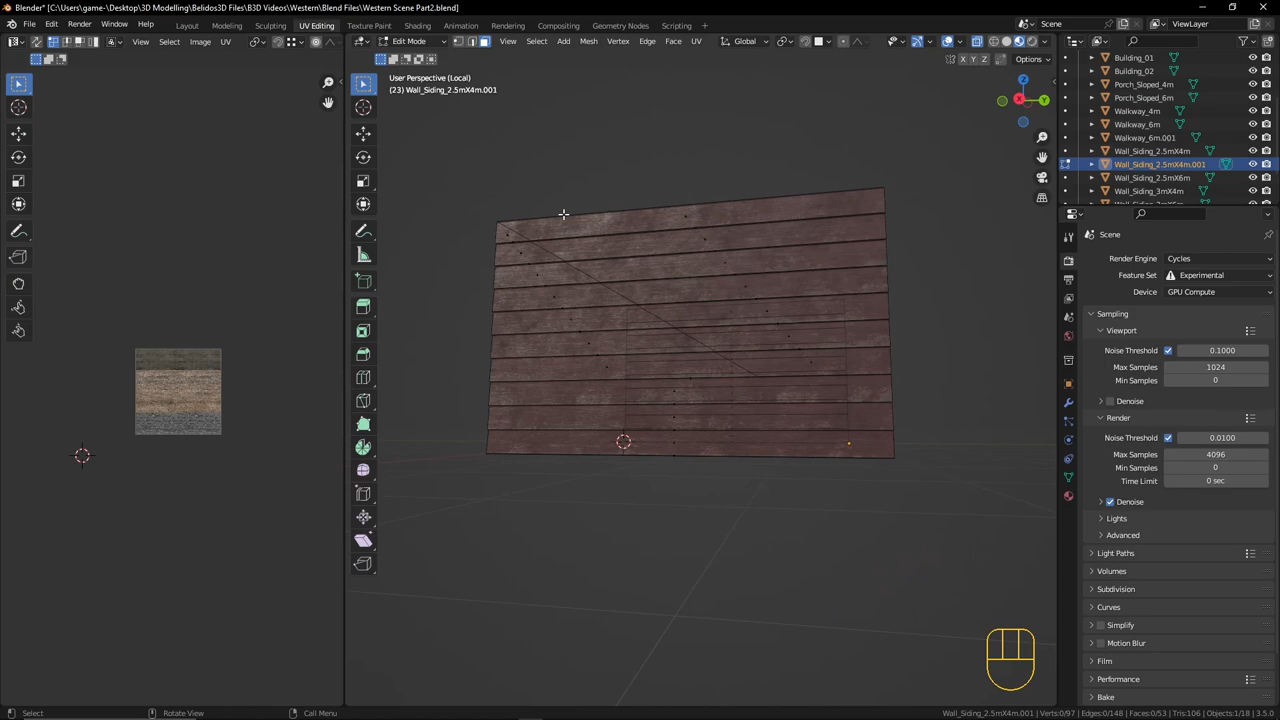 Blender* [C:\Users\game-\Desktop\3D Modelling\Belidos3D\B3D Videos\Western\Blend Files\Western Scene Part2.blend]
File Edit Render Window Help Layout Modeling Sculpting UV Editing Texture Paint Shading Animation Rendering Compositing Geometry Nodes Scripting Scene ViewLayer
View Select Image UV Edit Mode View Select Add Mesh Vertex Edge Face UV Global
X Y Z Options
User Perspective (Local)
(23) Wall_Siding_2.5mX4m.001
Z
Y
X
Building_01
Building_02
Porch_Sloped_4m
Porch_Sloped_6m
Walkway_4m
Walkway_6m
Walkway_6m.001
Wall_Siding_2.5mX4m
Wall_Siding_2.5mX4m.001
Wall_Siding_2.5mX6m
Wall_Siding_3mX4m
Scene
Render Engine Cycles
Feature Set Experimental
Device GPU Compute
Sampling
Viewport
Noise Threshold 0.1000
Max Samples 1024
Min Samples 0
Denoise
Render
Noise Threshold 0.0100
Max Samples 4096
Min Samples 0
Time Limit 0 sec
Denoise
Lights
Advanced
Light Paths
Volumes
Subdivision
Curves
Simplify
Motion Blur
Film
Performance
Bake
Select Rotate View Call Menu Wall_Siding_2.5mX4m.001 | Verts:0/97 | Edges:0/148 | Faces:0/53 | Tris:106 | Objects:1/18 | 3.5.0